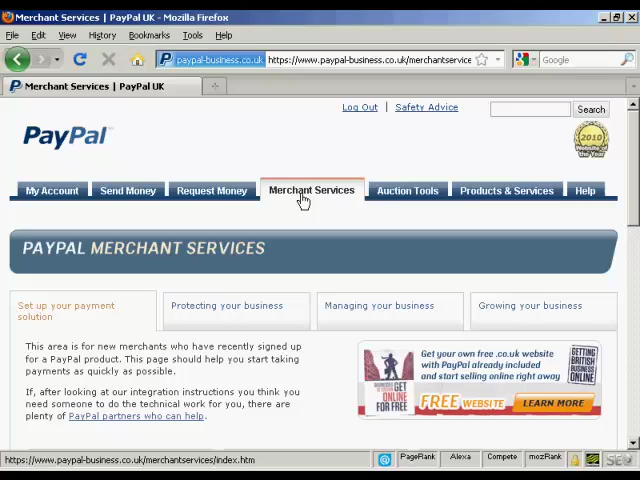 Merchant Services | PayPal UK - Mozilla Firefox
File Edit View History Bookmarks Tools Help
paypal-business.co.uk https://www.paypal-business.co.uk/merchantservice Google
Merchant Services | PayPal UK
Log Out | Safety Advice Search
PayPal
2010
Website of
the Year
My Account Send Money Request Money Merchant Services Auction Tools Products & Services Help
PAYPAL MERCHANT SERVICES
Set up your payment
solution
Protecting your business
Managing your business
Growing your business
This area is for new merchants who have recently signed
up for a PayPal product. This page should help you start taking
payments as quickly as possible.
If, after looking at our integration instructions you think you
need someone to do the technical work for you, there are
plenty of PayPal partners who can help.
Get your own free .co.uk website
with PayPal already included
and start selling online right away
GETTING
BRITISH
BUSINESS
ONLINE
GET
ONLINE
FOR FREE
FREE WEBSITE LEARN MORE
https://www.paypal-business.co.uk/merchantservices/index.htm
PageRank Alexa Compete mozRank